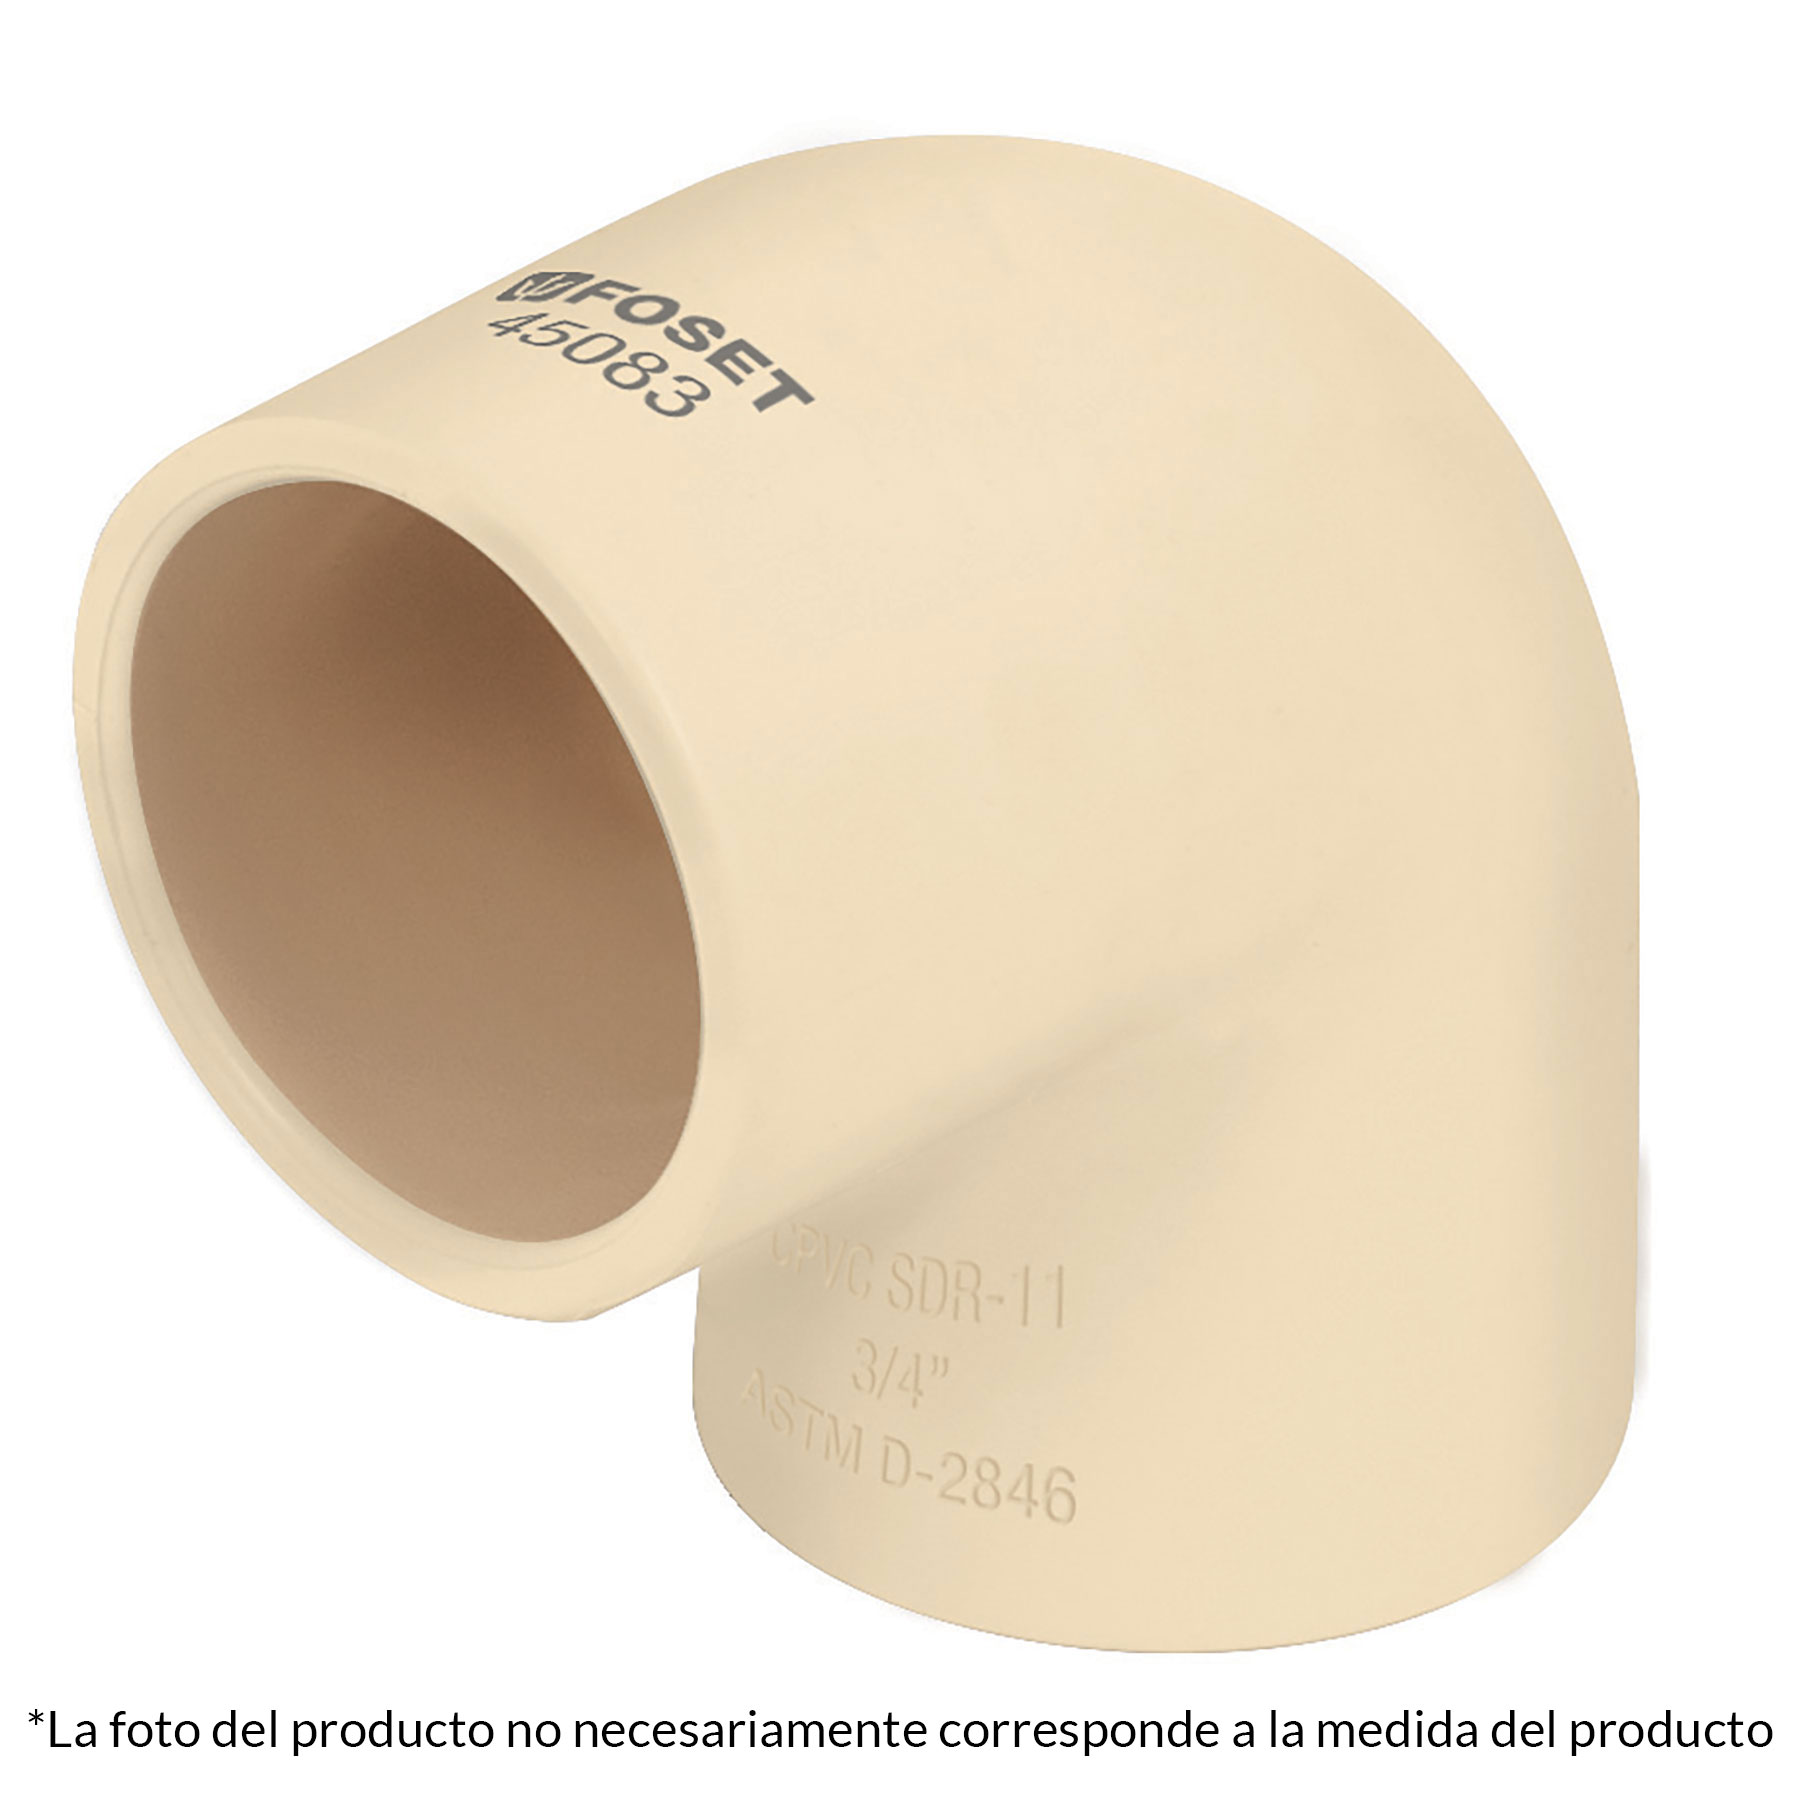 FOSET
45083
CPVC SDR-11
3/4”
ASTM D-2846
*La foto del producto no necesariamente corresponde a la medida del producto